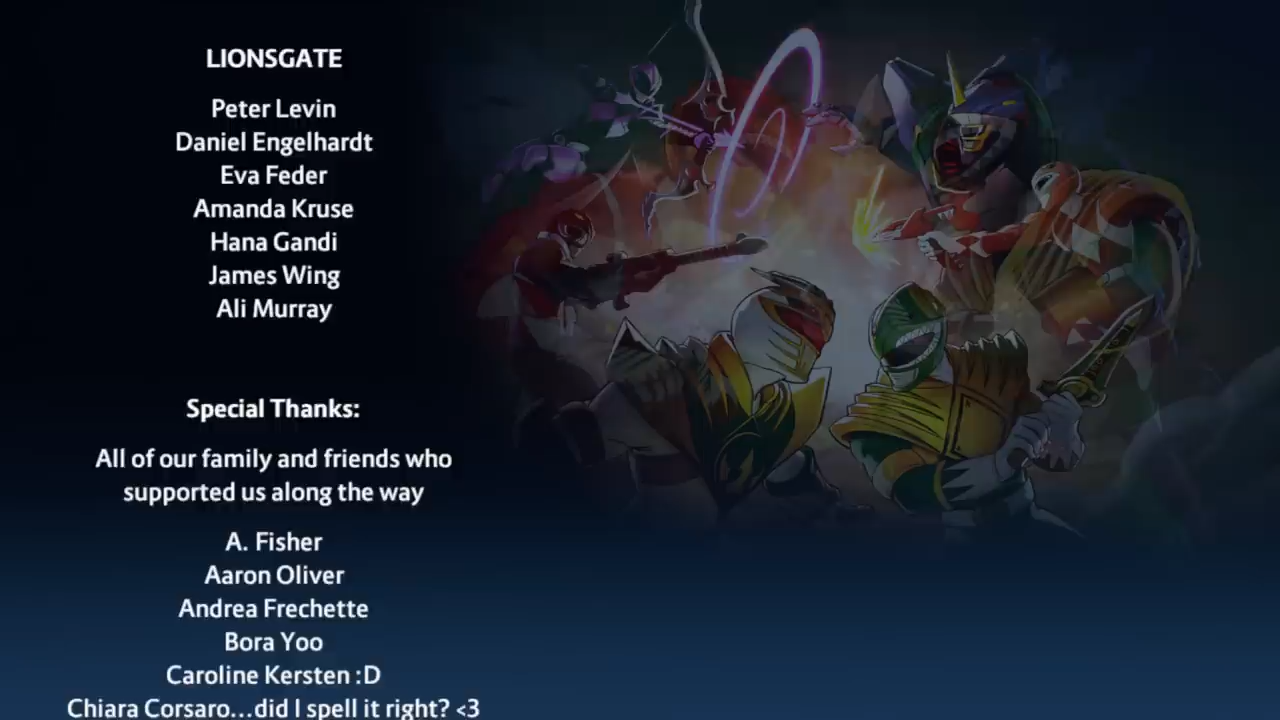 LIONSGATE
Peter Levin
Daniel Engelhardt
Eva Feder
Amanda Kruse
Hana Gandi
James Wing
Ali Murray
Special Thanks:
All of our family and friends who
supported us along the way
A. Fisher
Aaron Oliver
Andrea Frechette
Bora Yoo
Caroline Kersten :D
Chiara Corsaro...did I spell it right? <3